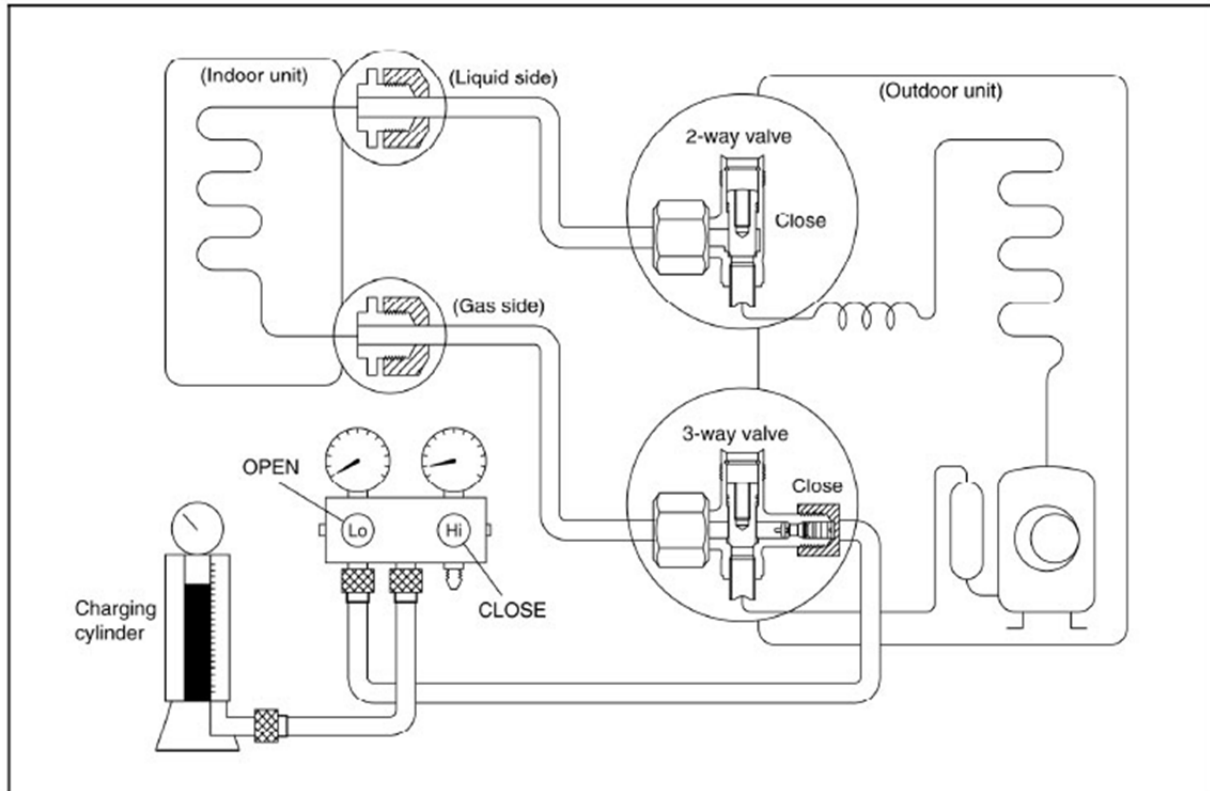 (Indoor unit)
(Liquid side)
(Outdoor unit)
2-way valve
Close
(Gas side)
3-way valve
Close
OPEN
Lo
Hi
CLOSE
Charging
cylinder